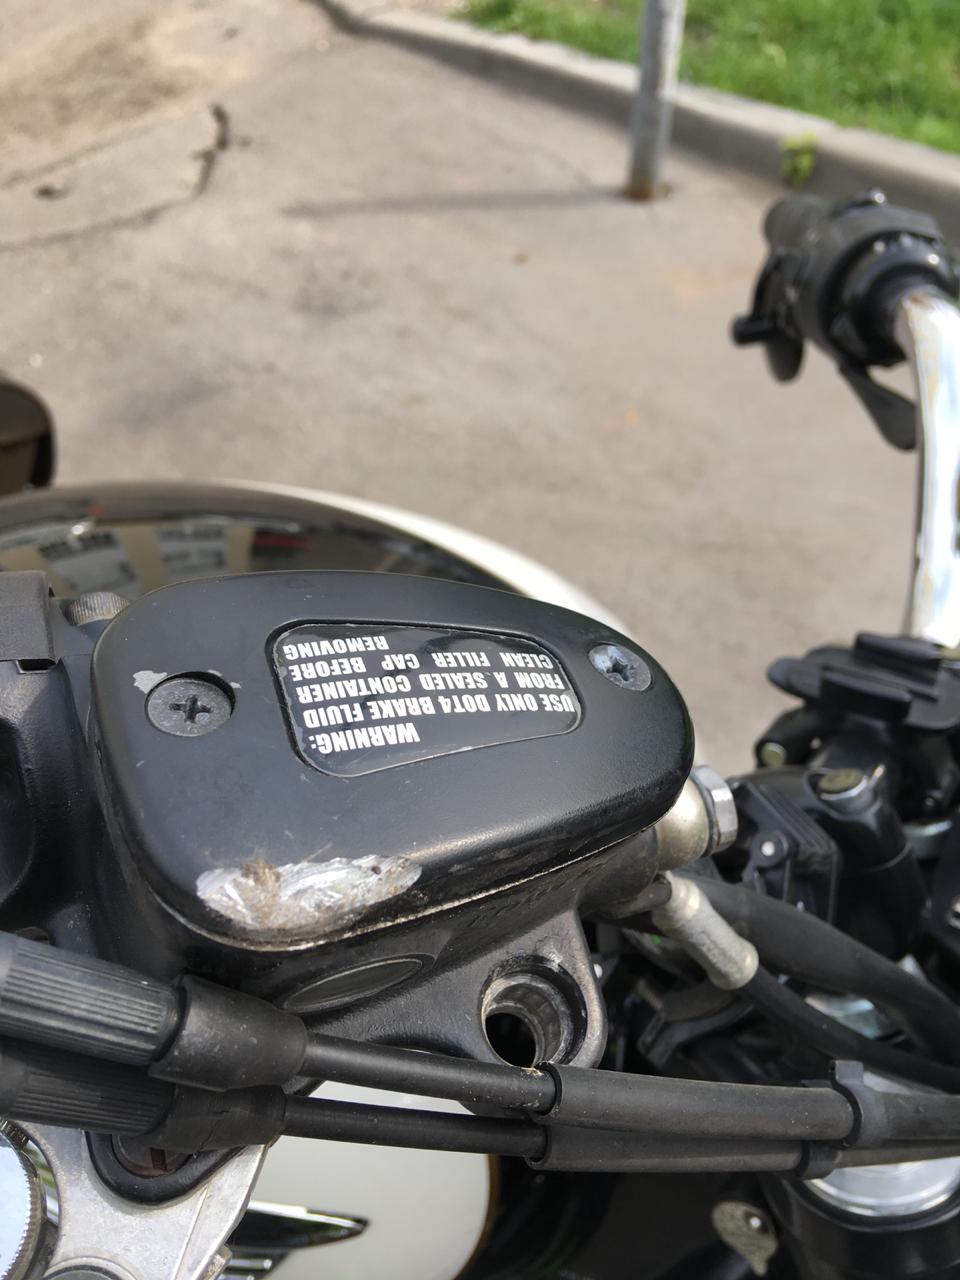 WARNING:
USE ONLY DOT4 BRAKE FLUID
FROM A SEALED CONTAINER
CLEAN FILLER CAP BEFORE
REMOVING